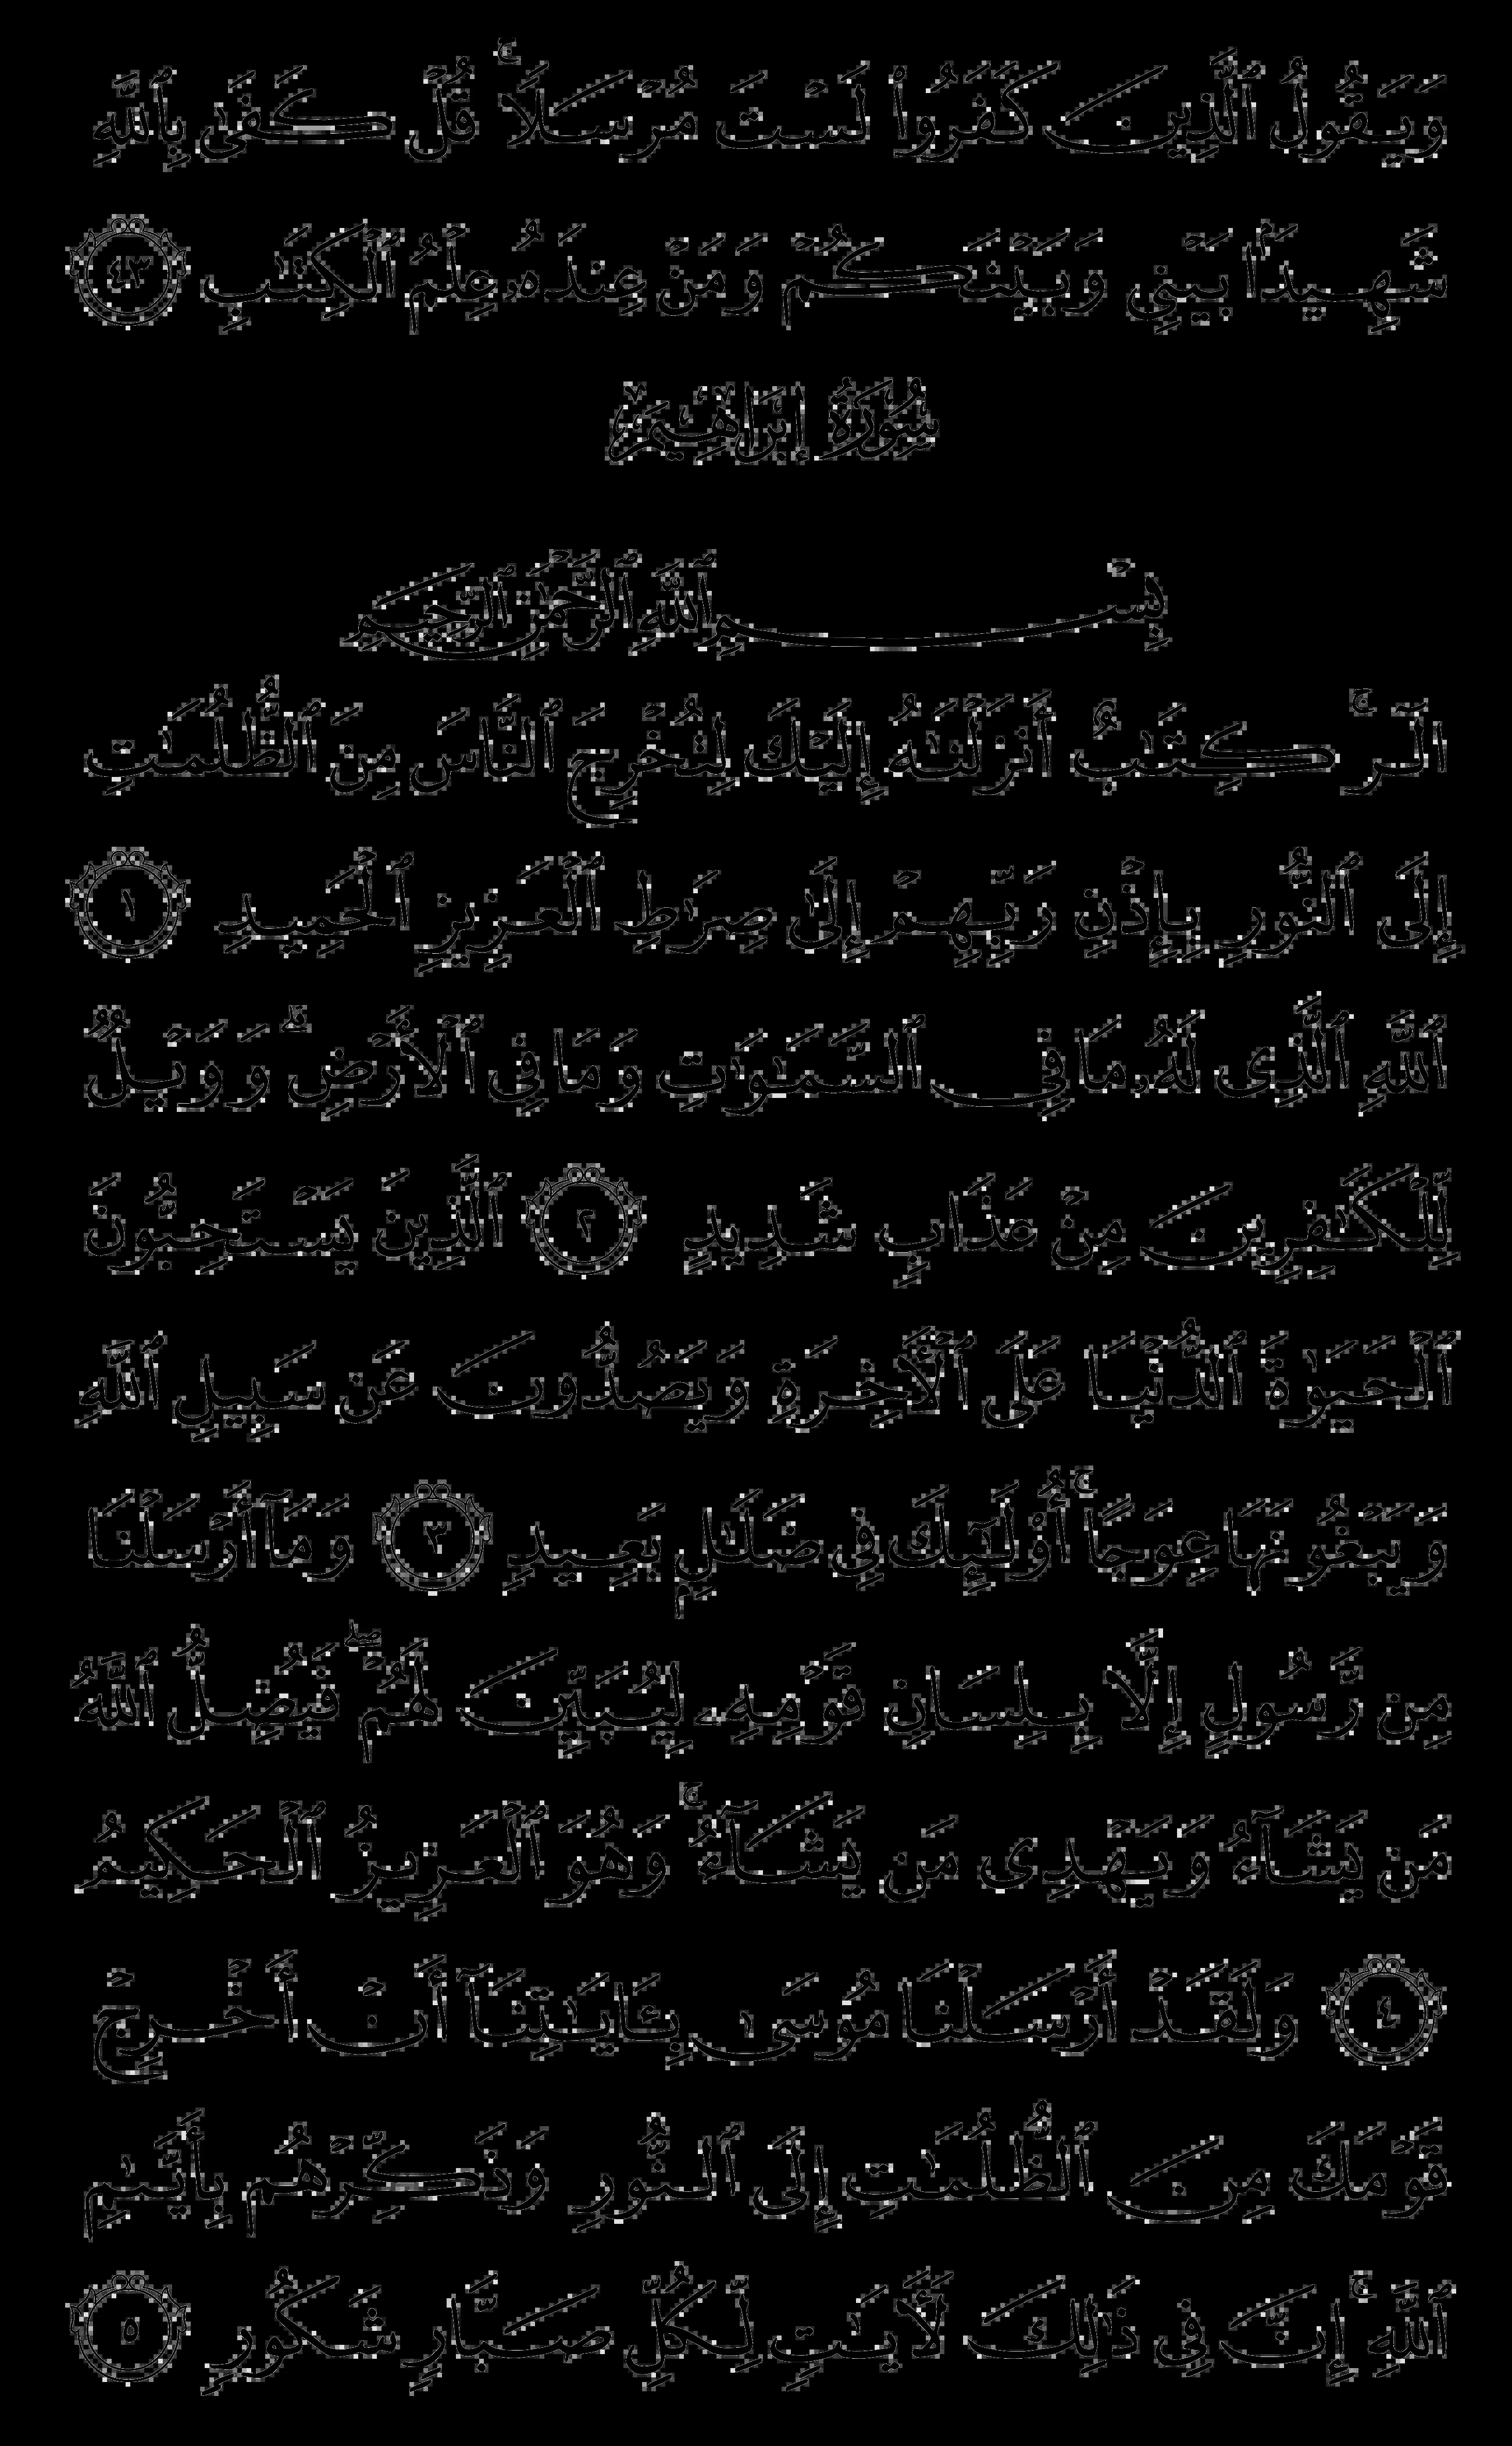 وَيَقُولُ ٱلَّذِينَ كَفَرُوا۟ لَسْتَ مُرْسَلًا ۚ قُلْ كَفَىٰ بِٱللَّهِ
شَهِيدًۢا بَيْنِى وَبَيْنَكُمْ وَمَنْ عِندَهُۥ عِلْمُ ٱلْكِتَـٰبِ ٤٣
سُورَةُ إِبْرَاهِيمَ
بِسْمِ ٱللَّهِ ٱلرَّحْمَـٰنِ ٱلرَّحِيمِ
الٓر ۚ كِتَـٰبٌ أَنزَلْنَـٰهُ إِلَيْكَ لِتُخْرِجَ ٱلنَّاسَ مِنَ ٱلظُّلُمَـٰتِ
إِلَى ٱلنُّورِ بِإِذْنِ رَبِّهِمْ إِلَىٰ صِرَٰطِ ٱلْعَزِيزِ ٱلْحَمِيدِ ١
ٱللَّهِ ٱلَّذِى لَهُۥ مَا فِى ٱلسَّمَـٰوَٰتِ وَمَا فِى ٱلْأَرْضِ ۗ وَوَيْلٌ
لِّلْكَـٰفِرِينَ مِنْ عَذَابٍ شَدِيدٍ ٢ ٱلَّذِينَ يَسْتَحِبُّونَ
ٱلْحَيَوٰةَ ٱلدُّنْيَا عَلَى ٱلْـَٔاخِرَةِ وَيَصُدُّونَ عَن سَبِيلِ ٱللَّهِ
وَيَبْغُونَهَا عِوَجًا ۚ أُو۟لَـٰٓئِكَ فِى ضَلَـٰلٍۭ بَعِيدٍ ٣ وَمَآ أَرْسَلْنَا
مِن رَّسُولٍ إِلَّا بِلِسَانِ قَوْمِهِۦ لِيُبَيِّنَ لَهُمْ ۖ فَيُضِلُّ ٱللَّهُ
مَن يَشَآءُ وَيَهْدِى مَن يَشَآءُ ۚ وَهُوَ ٱلْعَزِيزُ ٱلْحَكِيمُ
٤ وَلَقَدْ أَرْسَلْنَا مُوسَىٰ بِـَٔايَـٰتِنَآ أَنْ أَخْرِجْ
قَوْمَكَ مِنَ ٱلظُّلُمَـٰتِ إِلَى ٱلنُّورِ وَذَكِّرْهُم بِأَيَّىٰمِ
ٱللَّهِ ۚ إِنَّ فِى ذَٰلِكَ لَـَٔايَـٰتٍ لِّكُلِّ صَبَّارٍ شَكُورٍ ٥